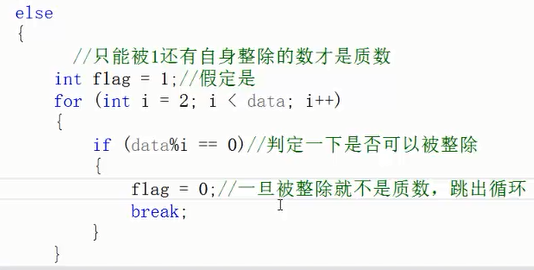 else
{
//只能被1还有自身整除的数才是质数
int flag = 1;//假定是
for (int i = 2; i < data; i++)
{
if (data%i == 0)//判定一下是否可以被整除
{
flag = 0;//一旦被整除就不是质数，跳出循环
break;
}
}